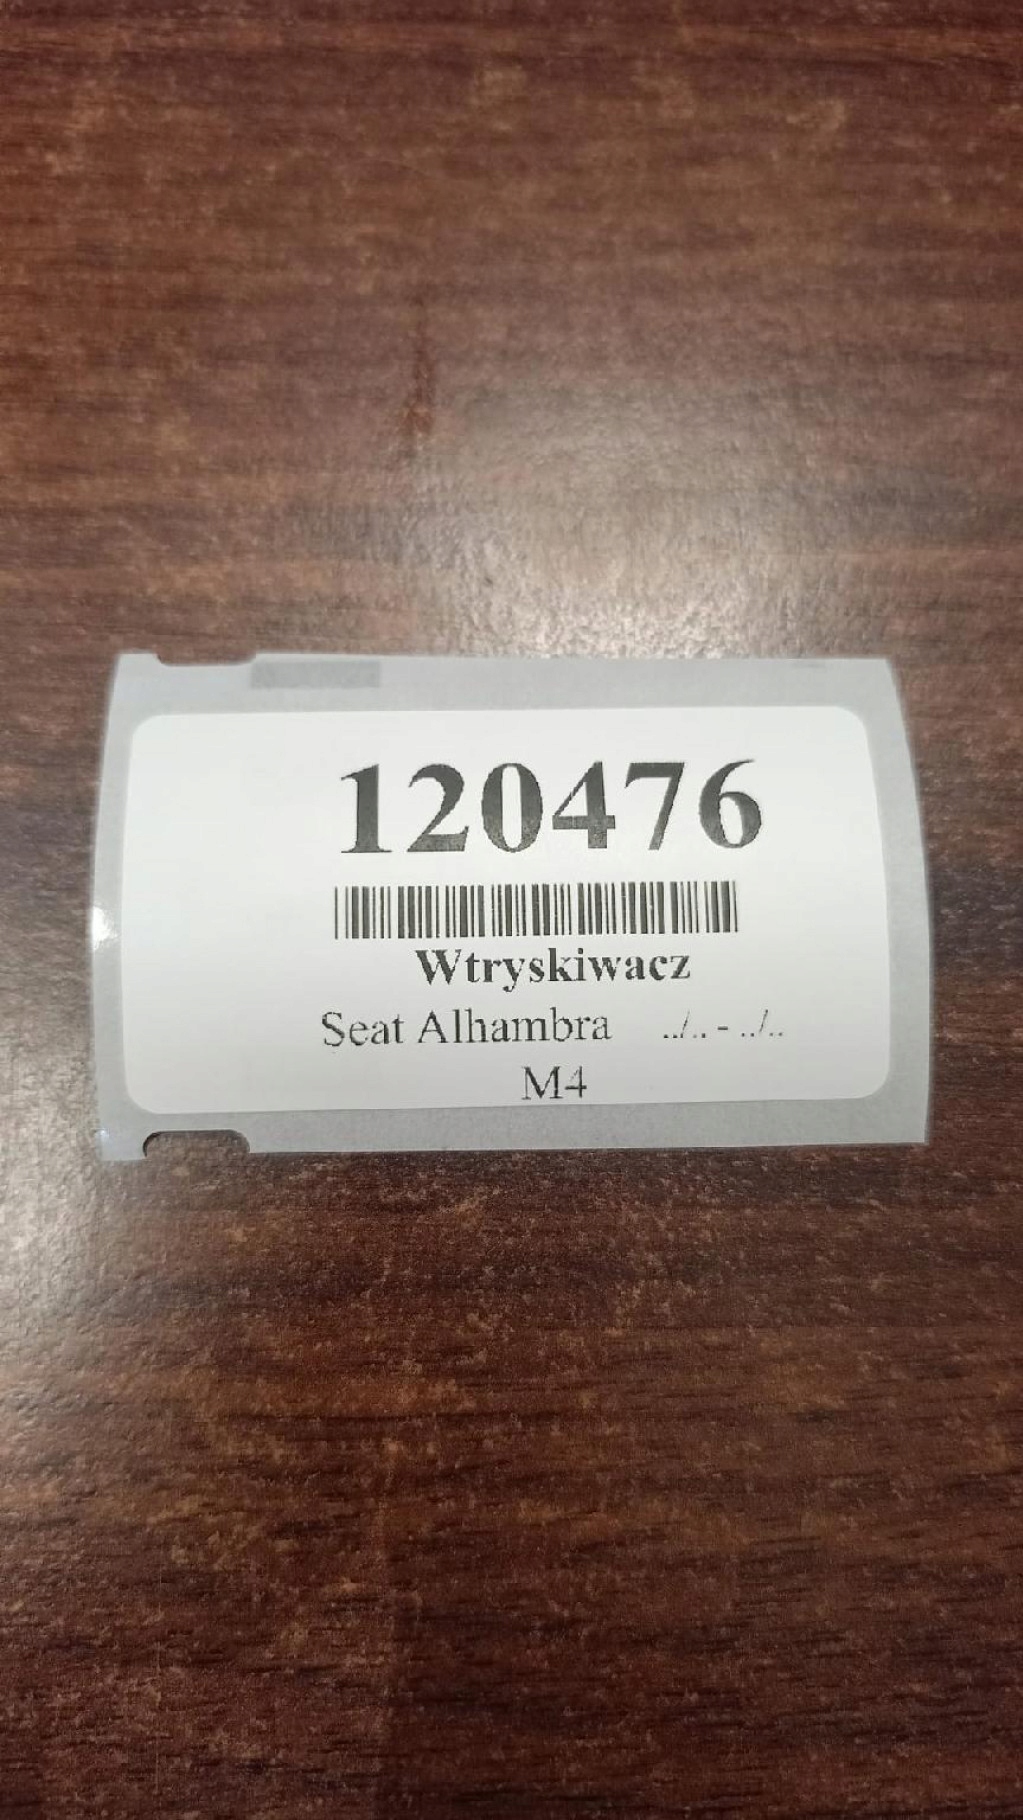 120476
Wtryskiwacz
Seat Alhambra ../.. - ../..
M4